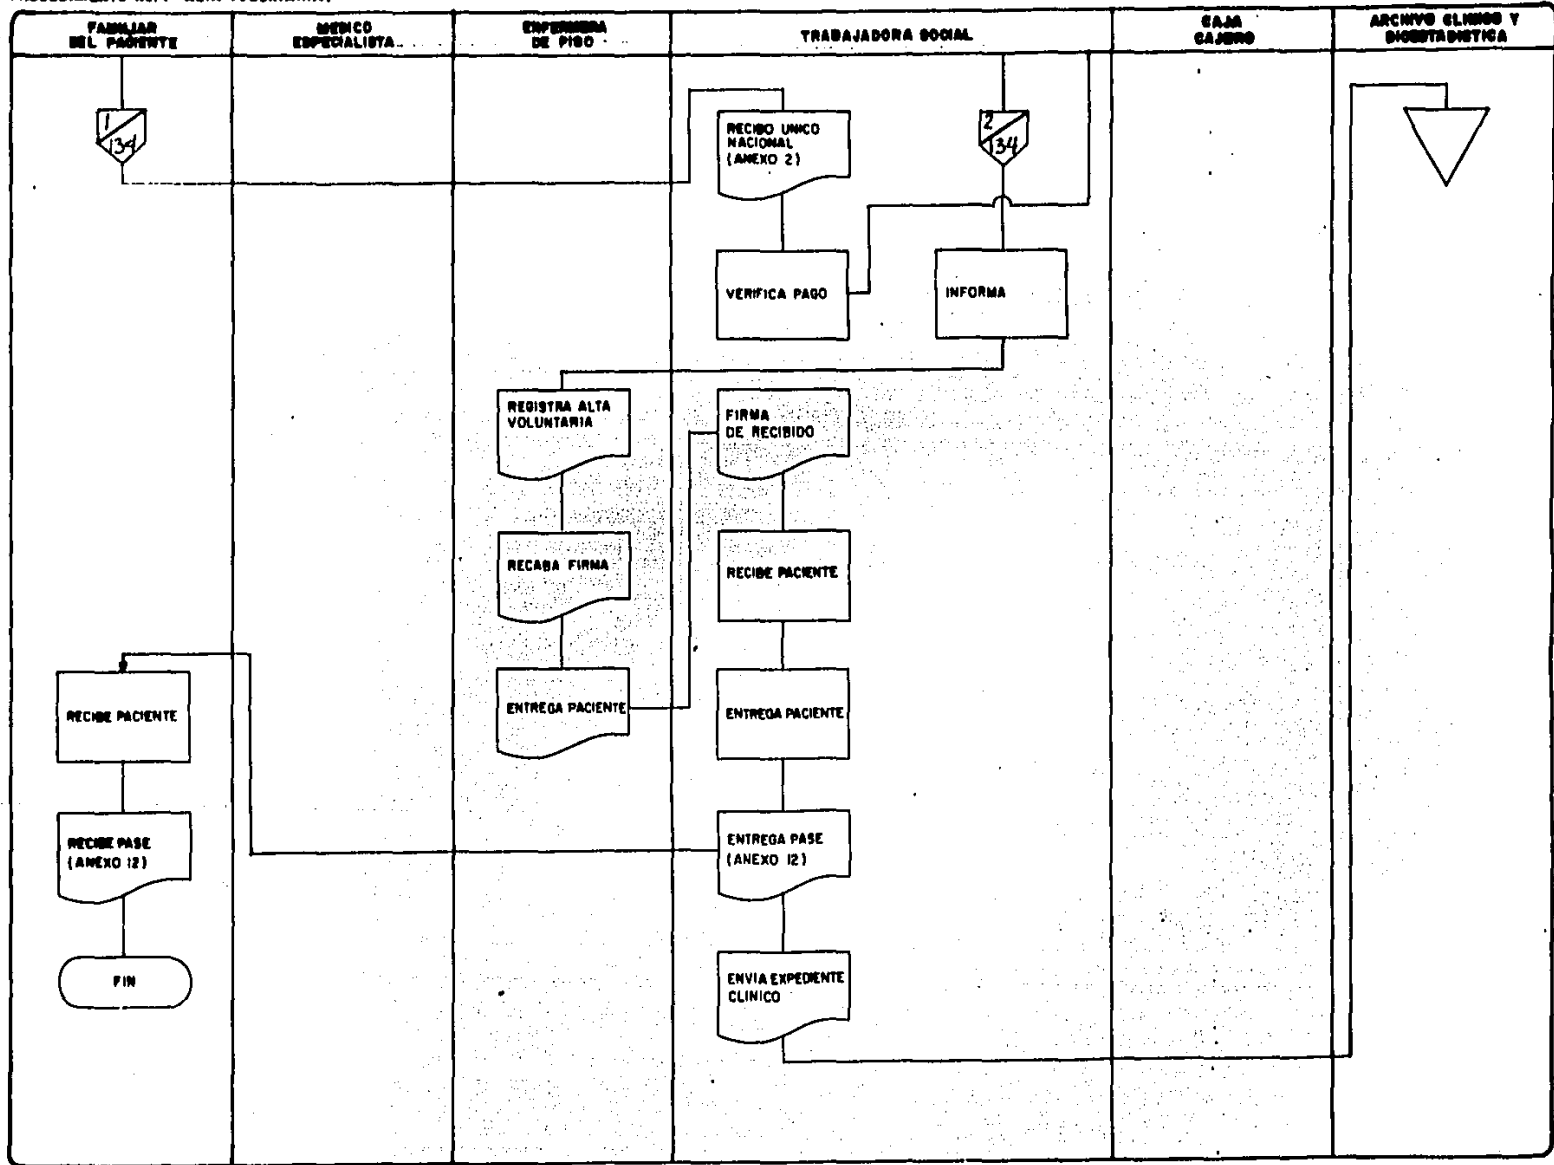 FAMILIAR
DEL PACIENTE
MEDICO
ESPECIALISTA
ENFERMERA
DE PISO
TRABAJADORA SOCIAL
CAJA
CAJERO
ARCHIVO CLINICO Y
BIOESTADISTICA
1
134
RECIBO UNICO
NACIONAL
(ANEXO 2)
2
134
VERIFICA PAGO
INFORMA
REGISTRA ALTA
VOLUNTARIA
FIRMA
DE RECIBIDO
RECABA FIRMA
RECIBE PACIENTE
RECIBE PACIENTE
ENTREGA PACIENTE
ENTREGA PACIENTE
RECIBE PASE
(ANEXO 12)
ENTREGA PASE
(ANEXO 12)
FIN
ENVIA EXPEDIENTE
CLINICO